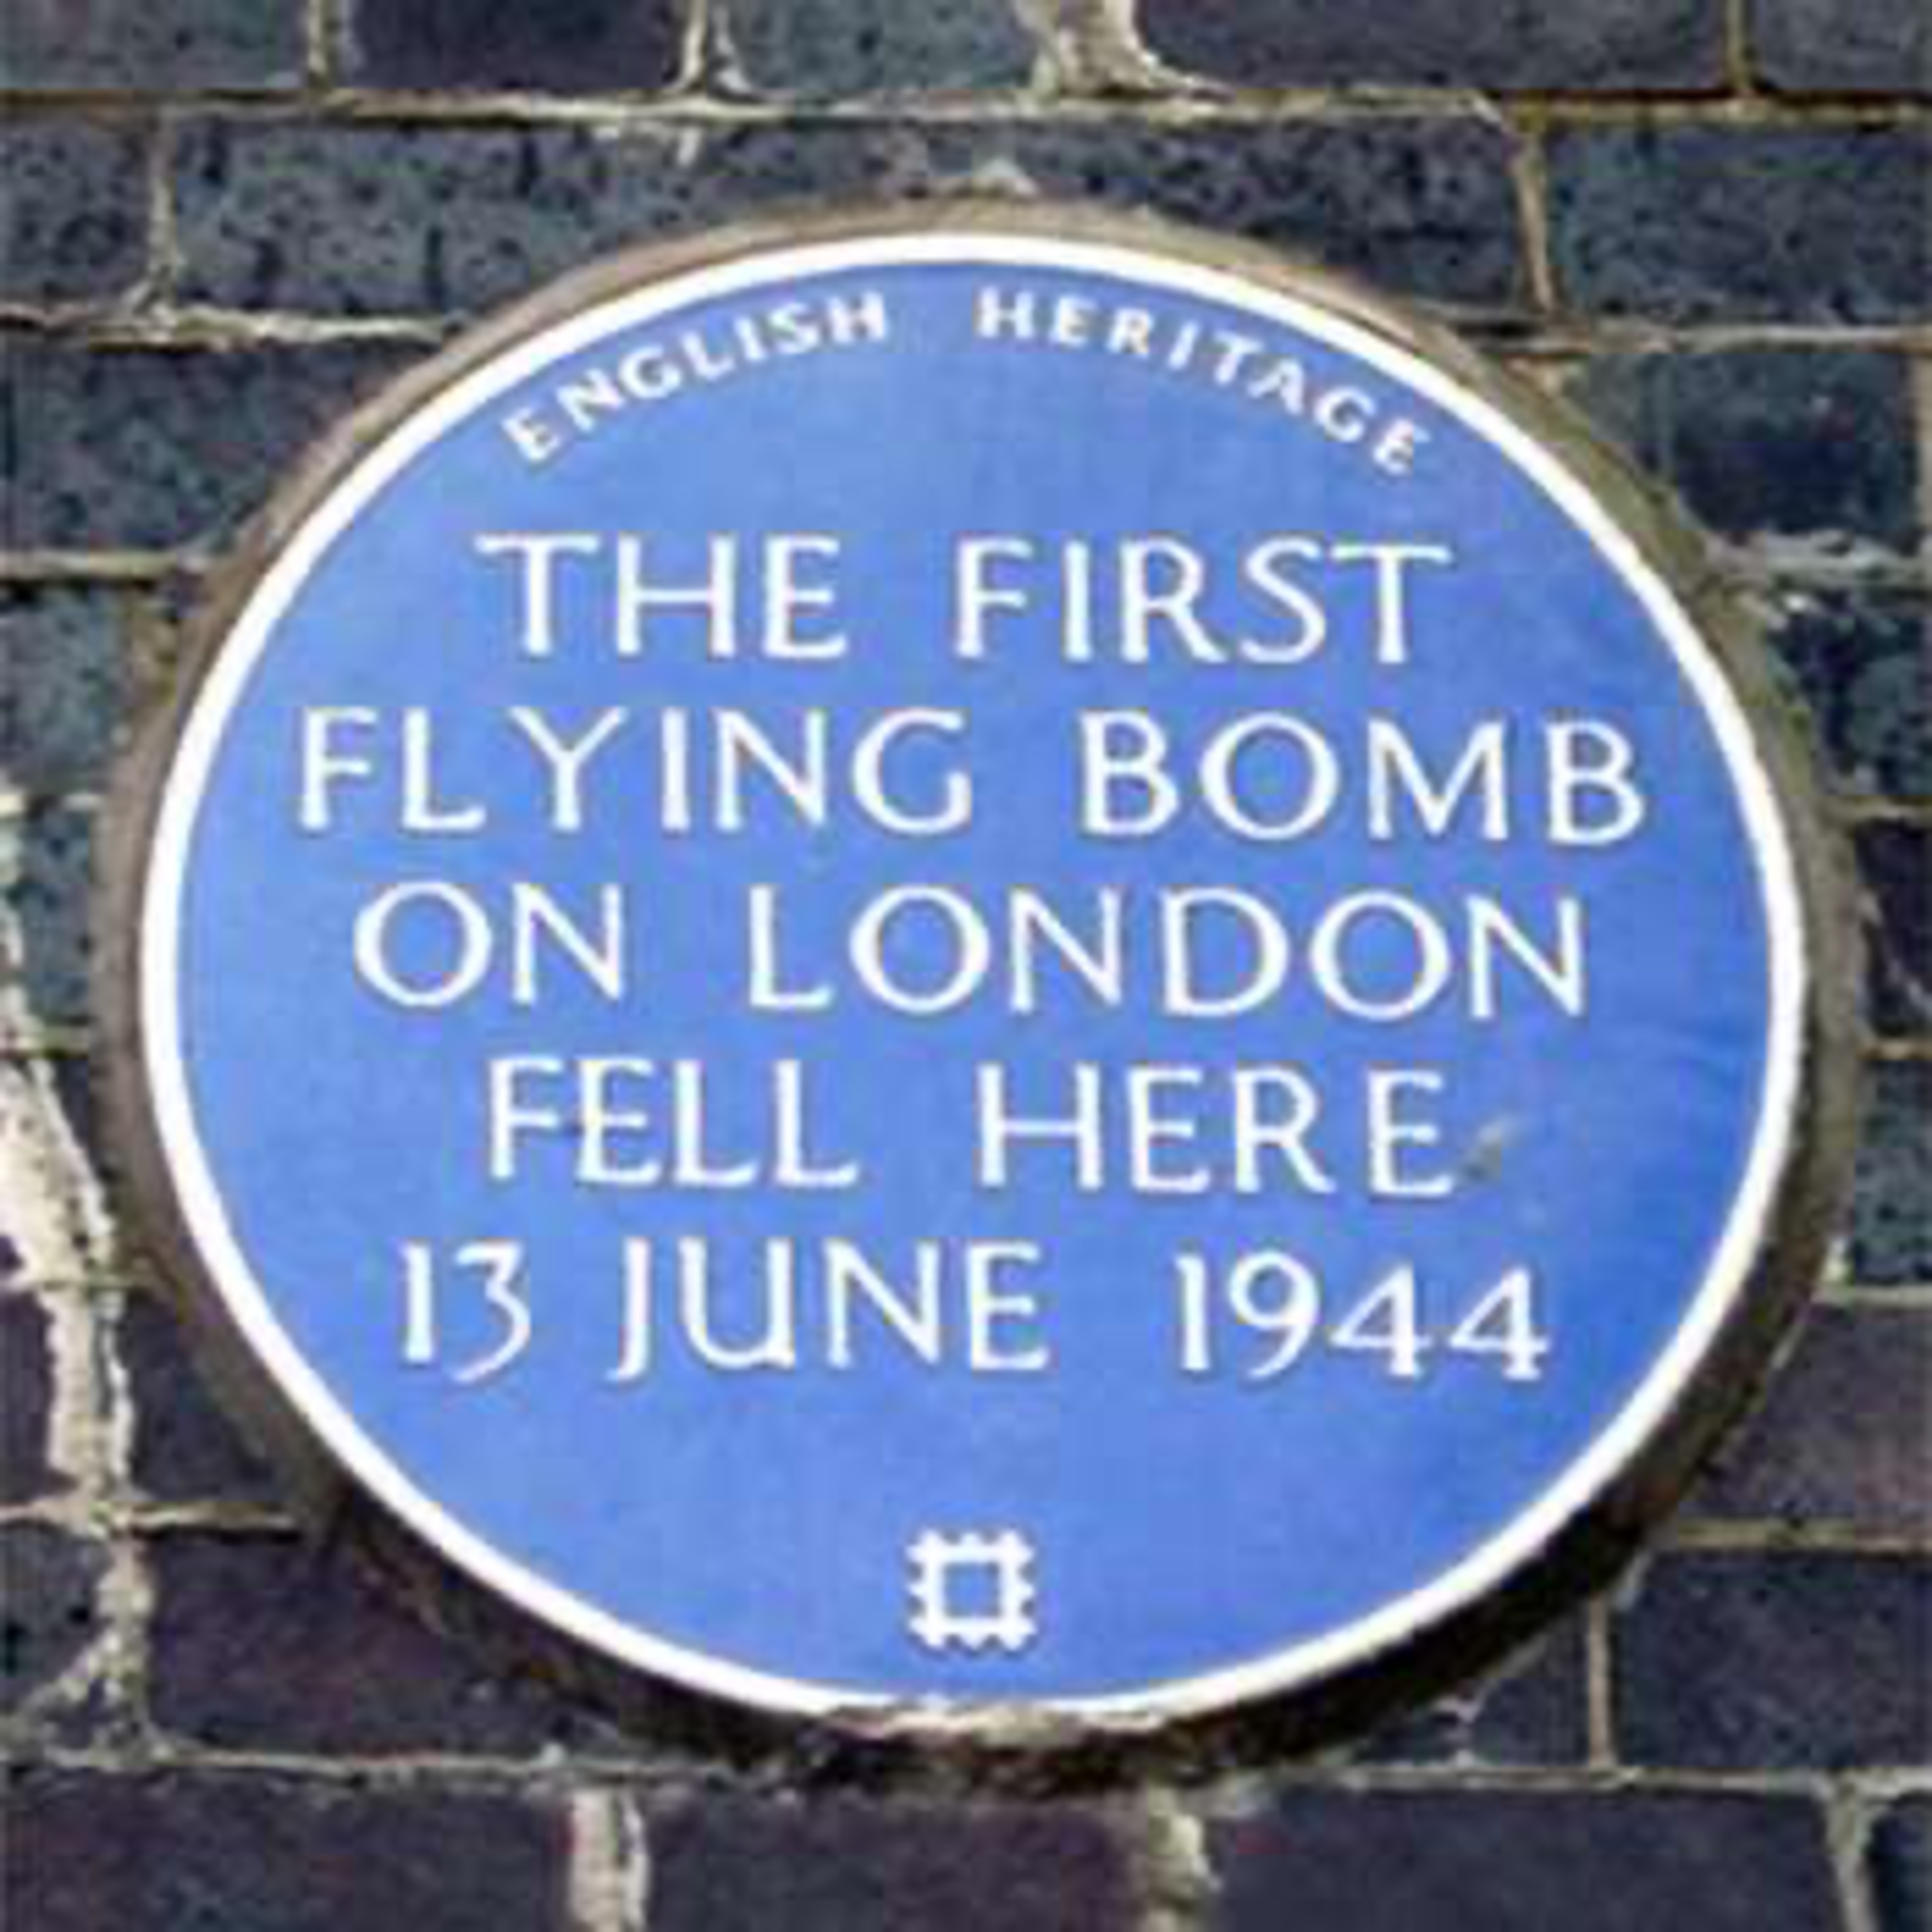 ENGLISH HERITAGE
THE FIRST
FLYING BOMB
ON LONDON
FELL HERE
13 JUNE 1944